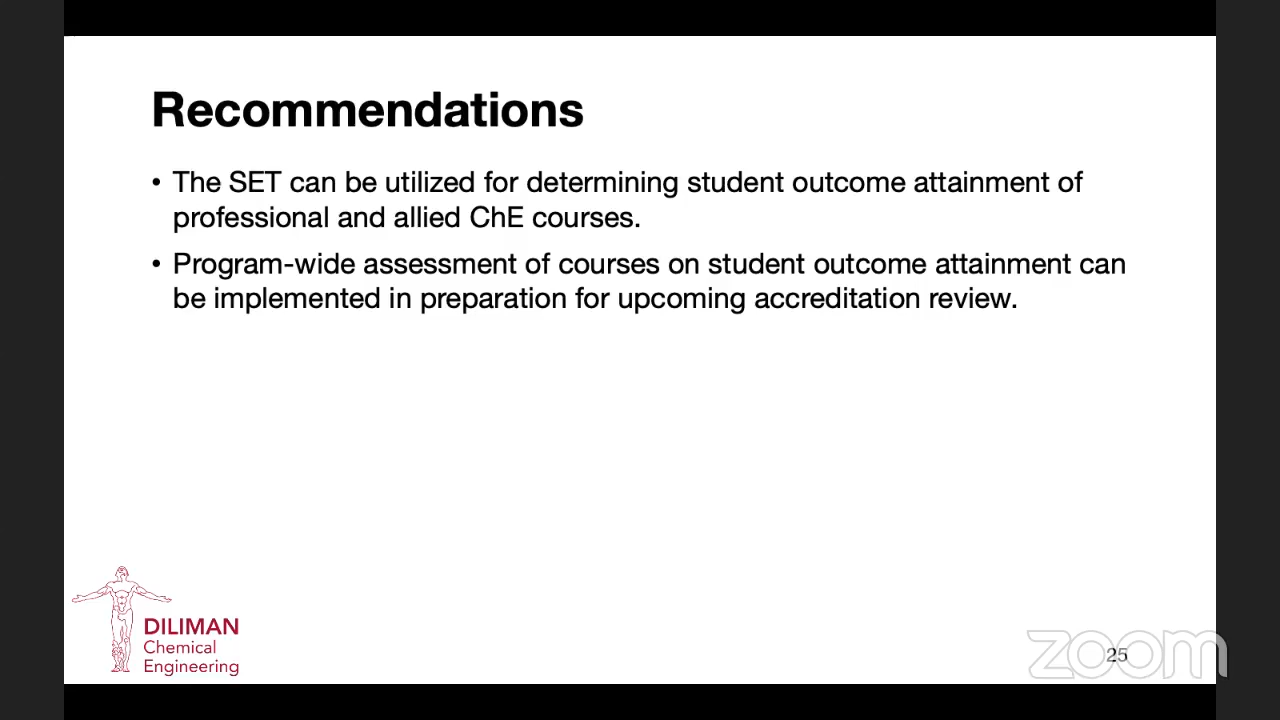 Recommendations
• The SET can be utilized for determining student outcome attainment of
professional and allied ChE courses.
• Program-wide assessment of courses on student outcome attainment can
be implemented in preparation for upcoming accreditation review.
DILIMAN
Chemical
Engineering
25
zoom